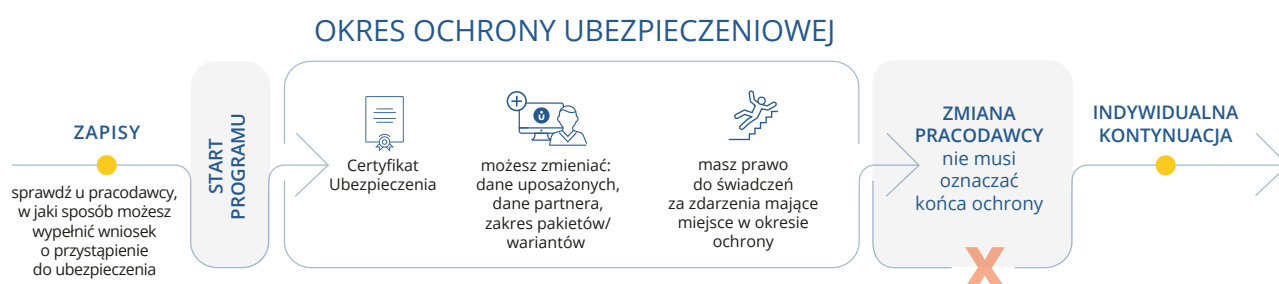 OKRES OCHRONY UBEZPIECZENIOWEJ
ZAPISY
sprawdź u pracodawcy,
w jaki sposób możesz
wypełnić wniosek
o przystąpienie
do ubezpieczenia
START
PROGRAMU
Certyfikat
Ubezpieczenia
możesz zmieniać:
dane uposażonych,
dane partnera,
zakres pakietów/
wariantów
masz prawo
do świadczeń
za zdarzenia mające
miejsce w okresie
ochrony
ZMIANA
PRACODAWCY
nie musi
oznaczać
końca ochrony
X
INDYWIDUALNA
KONTYNUACJA